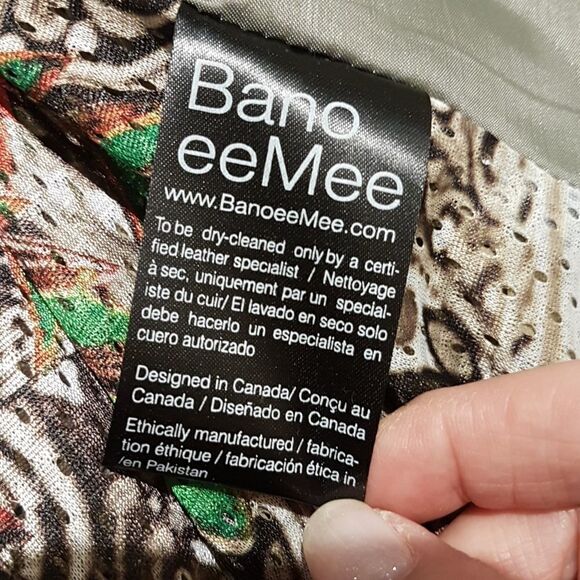 Bano
eeMee
www.BanoeeMee.com
To be dry-cleaned only by a certi-
fied leather specialist / Nettoyage
à sec, uniquement par un special-
iste du cuir/ El lavado en seco solo
debe hacerlo un especialista en
cuero autorizado
Designed in Canada/ Conçu au
Canada / Diseñado en Canada
Ethically manufactured / fabrica-
tion éthique / fabricación ética in
/en Pakistan